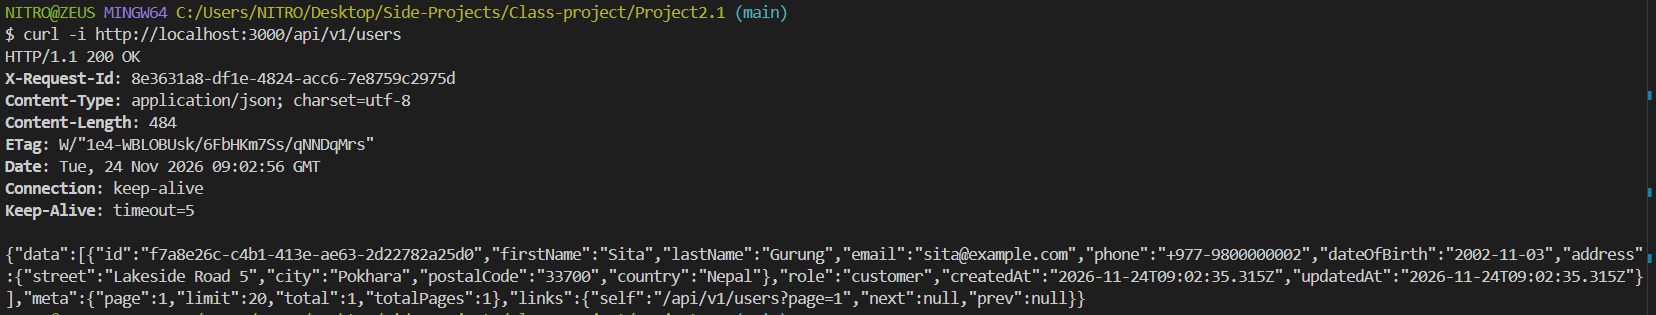 NITRO@ZEUS MINGW64 C:/Users/NITRO/Desktop/Side-Projects/Class-project/Project2.1 (main)
$ curl -i http://localhost:3000/api/v1/users
HTTP/1.1 200 OK
X-Request-Id: 8e3631a8-df1e-4824-acc6-7e8759c2975d
Content-Type: application/json; charset=utf-8
Content-Length: 484
ETag: W/"1e4-WBLOBUsk/6FbHKm7Ss/qNNDqMrs"
Date: Tue, 24 Nov 2026 09:02:56 GMT
Connection: keep-alive
Keep-Alive: timeout=5

{"data":[{"id":"f7a8e26c-c4b1-413e-ae63-2d22782a25d0","firstName":"Sita","lastName":"Gurung","email":"sita@example.com","phone":"+977-9800000002","dateOfBirth":"2002-11-03","address"
:{"street":"Lakeside Road 5","city":"Pokhara","postalCode":"33700","country":"Nepal"},"role":"customer","createdAt":"2026-11-24T09:02:35.315Z","updatedAt":"2026-11-24T09:02:35.315Z"}
],"meta":{"page":1,"limit":20,"total":1,"totalPages":1},"links":{"self":"/api/v1/users?page=1","next":null,"prev":null}}